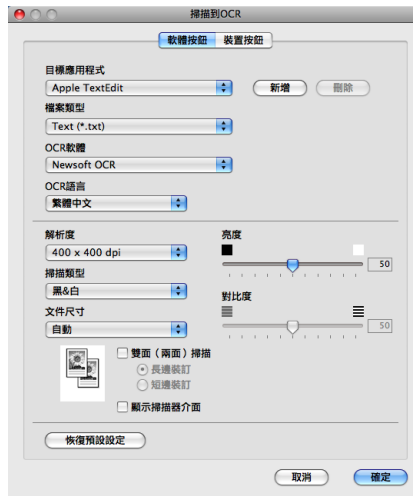 掃描到OCR
軟體按鈕 裝置按鈕
目標應用程式
Apple TextEdit 新增 刪除
檔案類型
Text (*.txt)
OCR軟體
Newsoft OCR
OCR語言
繁體中文
解析度 亮度
400 x 400 dpi 50
掃描類型
黑&白 對比度
文件尺寸
自動 50
雙面（兩面）掃描
長邊裝訂
短邊裝訂
顯示掃描器介面
恢復預設設定
取消 確定